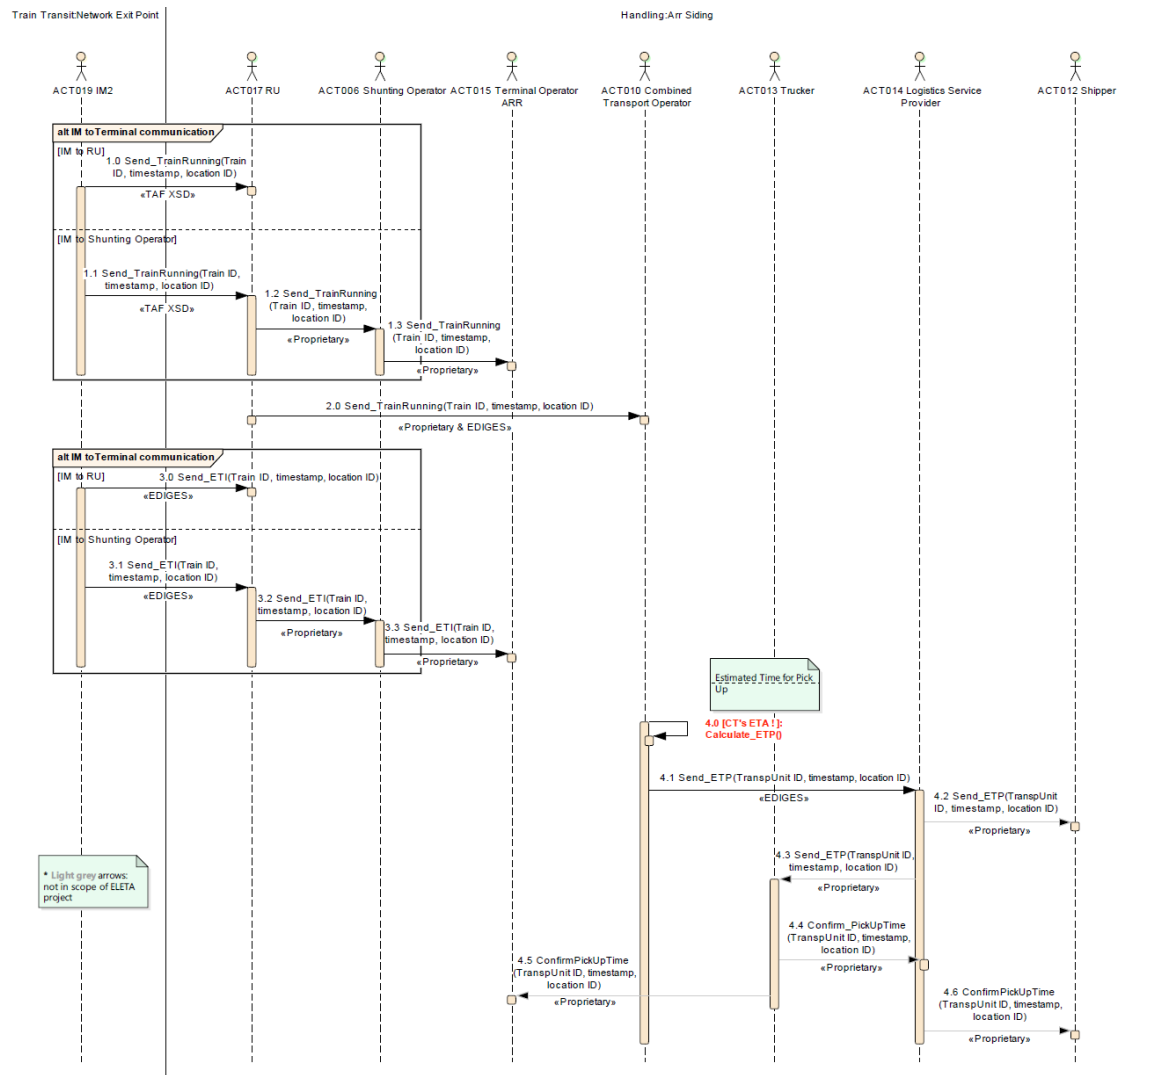 Train Transit:Network Exit Point
Handling:Arr Siding
ACT019 IM2
ACT017 RU
ACT006 Shunting Operator
ACT015 Terminal Operator
ARR
ACT010 Combined
Transport Operator
ACT013 Trucker
ACT014 Logistics Service
Provider
ACT012 Shipper
alt IM to Terminal communication
[IM to RU]
1.0 Send_TrainRunning(Train
ID, timestamp, location ID)
«TAF XSD»
[IM to Shunting Operator]
1.1 Send_TrainRunning(Train ID,
timestamp, location ID)
«TAF XSD»
1.2 Send_TrainRunning
(Train ID, timestamp,
location ID)
«Proprietary»
1.3 Send_TrainRunning
(Train ID, timestamp,
location ID)
«Proprietary»
2.0 Send_TrainRunning(Train ID, timestamp, location ID)
«Proprietary & EDIGES»
alt IM to Terminal communication
[IM to RU]
3.0 Send_ETI(Train ID, timestamp, location ID)
«EDIGES»
[IM to Shunting Operator]
3.1 Send_ETI(Train ID,
timestamp, location ID)
«EDIGES»
3.2 Send_ETI(Train ID,
timestamp, location ID)
«Proprietary»
3.3 Send_ETI(Train ID,
timestamp, location ID)
«Proprietary»
Estimated Time for Pick
Up
4.0 [CT's ETA ! ]:
Calculate_ETP()
4.1 Send_ETP(TranspUnit ID, timestamp, location ID)
«EDIGES»
4.2 Send_ETP(TranspUnit
ID, timestamp, location ID)
«Proprietary»
4.3 Send_ETP(TranspUnit ID,
timestamp, location ID)
«Proprietary»
* Light grey arrows:
not in scope of ELETA
project
4.4 Confirm_PickUpTime
(TranspUnit ID, timestamp,
location ID)
«Proprietary»
4.5 ConfirmPickUpTime
(TranspUnit ID, timestamp,
location ID)
«Proprietary»
4.6 ConfirmPickUpTime
(TranspUnit ID, timestamp,
location ID)
«Proprietary»